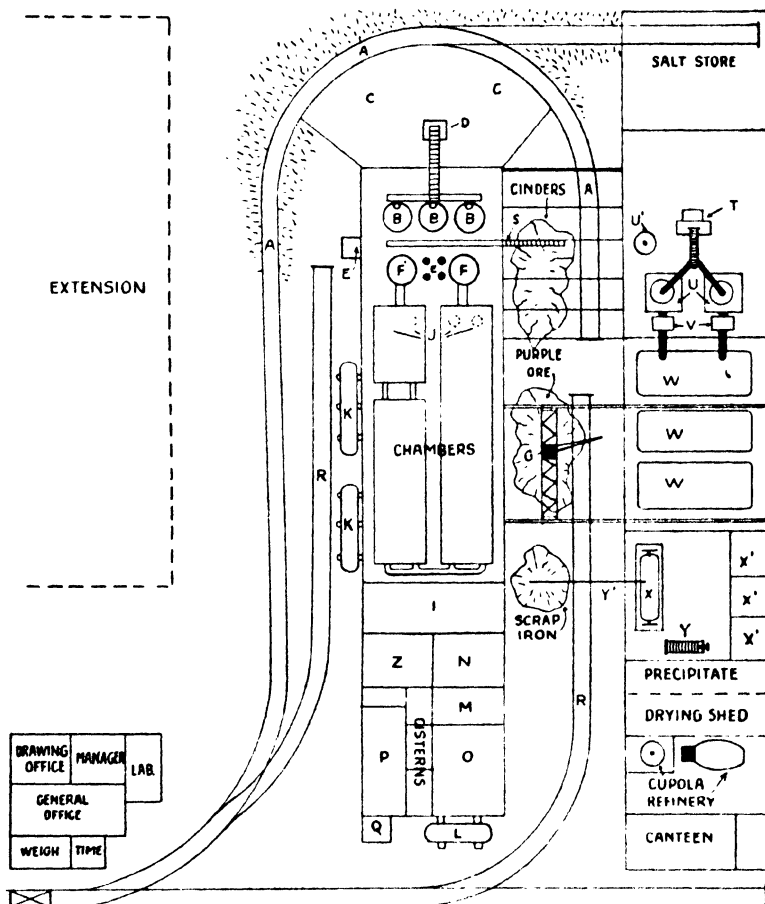 SALT STORE
A
C
C
D
CINDERS
A
T
B
B
B
S
U'
A
E
F
F
U
EXTENSION
V
J
PURPLE
ORE
W
K
W
CHAMBERS
G
R
W
K
X'
X
X'
Y'
I
SCRAP
IRON
Y
X'
Z
N
PRECIPITATE
M
R
DRYING SHED
CISTERNS
DRAWING
OFFICE
MANAGER
LAB.
P
O
CUPOLA
REFINERY
GENERAL
OFFICE
Q
L
CANTEEN
WEIGH
TIME